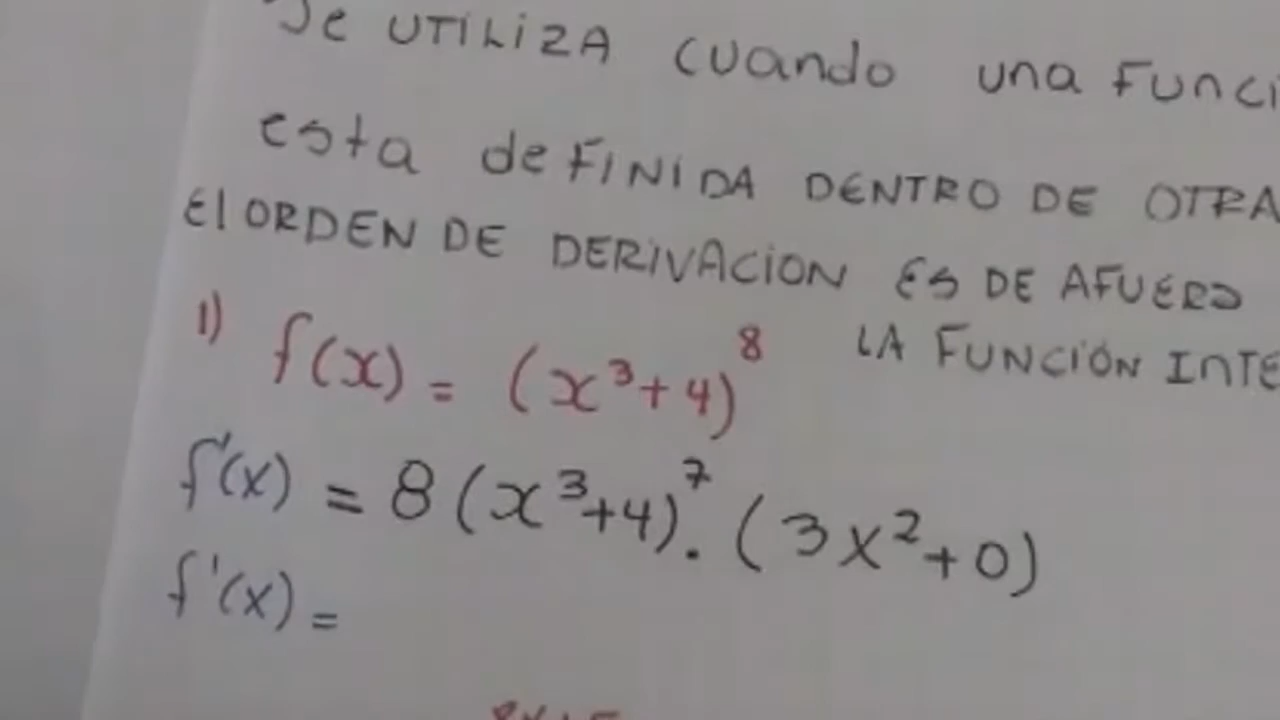 Se UTiLiZA cuando una Funci
esta deFiNiDA DENTRO DE OTRA
El ORDEN DE DERIVACION ES DE AFUERA
LA FUNCIÓN INTE
1) f(x) = (x³+4)⁸
f'(x) = 8(x³+4)⁷.(3x²+0)
f'(x) =